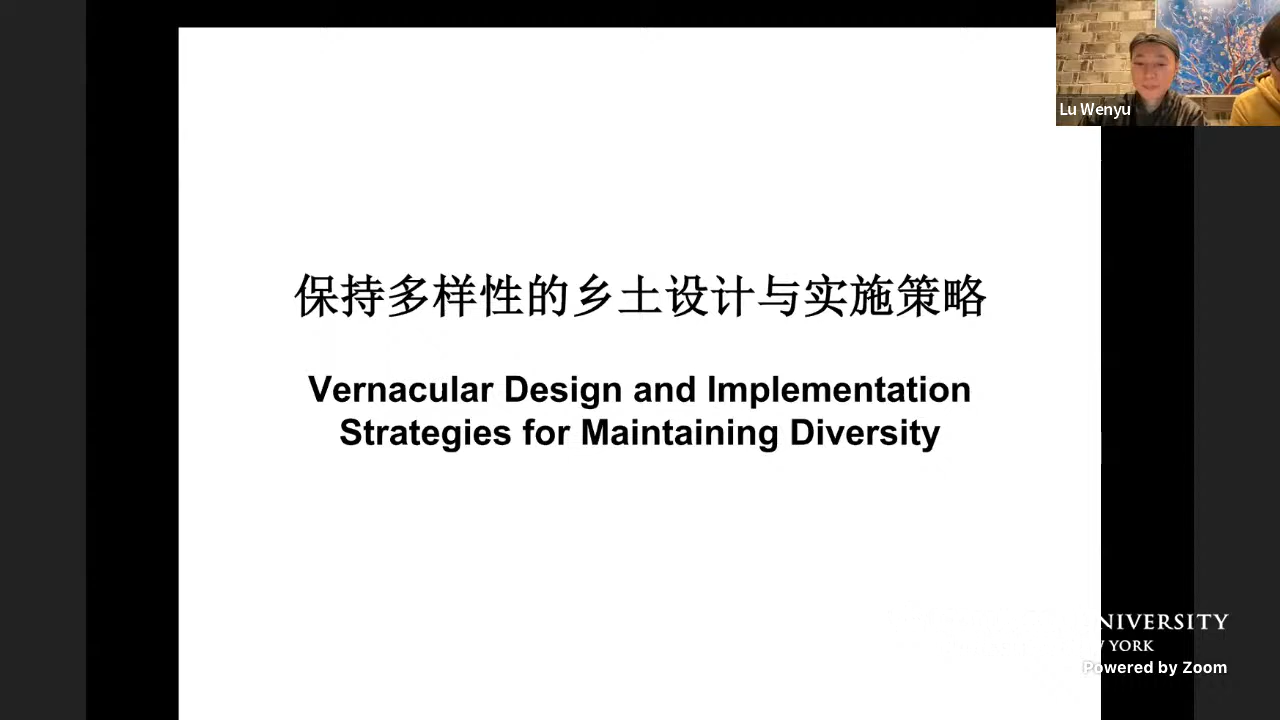 Lu Wenyu
保持多样性的乡土设计与实施策略
Vernacular Design and Implementation
Strategies for Maintaining Diversity
NIVERSITY
YORK
Powered by Zoom